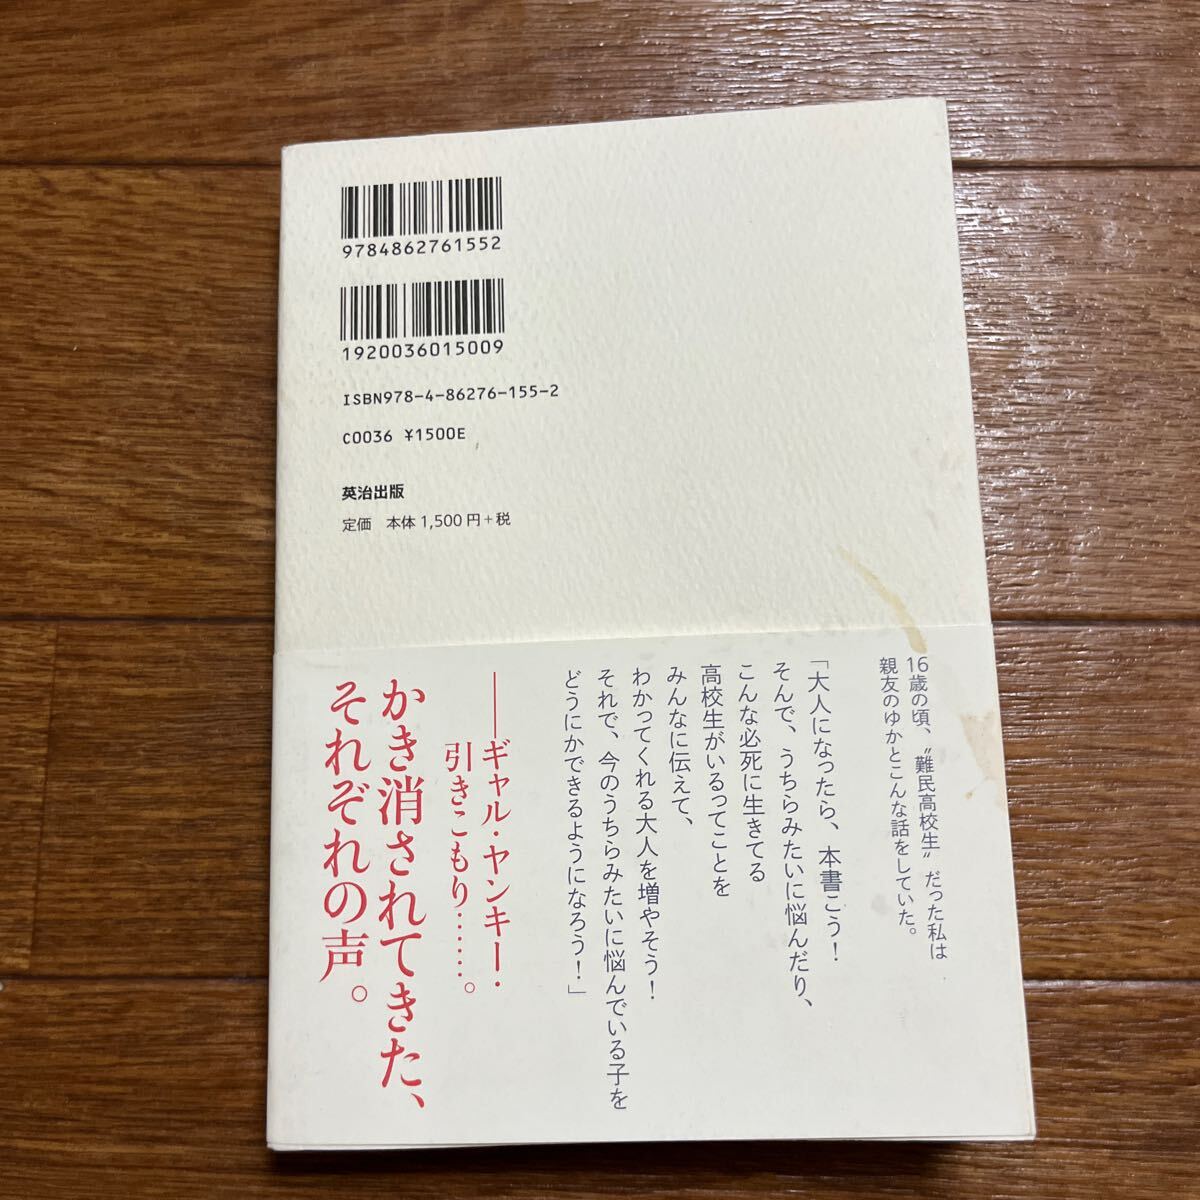 9784862761552
1920036015009
ISBN978-4-86276-155-2
C0036 ¥1500E
英治出版
定価 本体1,500円+税
16歳の頃、〝難民高校生〟だった私は
親友のゆかとこんな話をしていた。
「大人になったら、本書こう！
そんで、うちらみたいに悩んだり、
こんな必死に生きてる
高校生がいるってことを
みんなに伝えて、
わかってくれる大人を増やそう！
それで、今のうちらみたいに悩んでいる子を
どうにかできるようになろう！」
――ギャル・ヤンキー・
引きこもり……。
かき消されてきた、
それぞれの声。